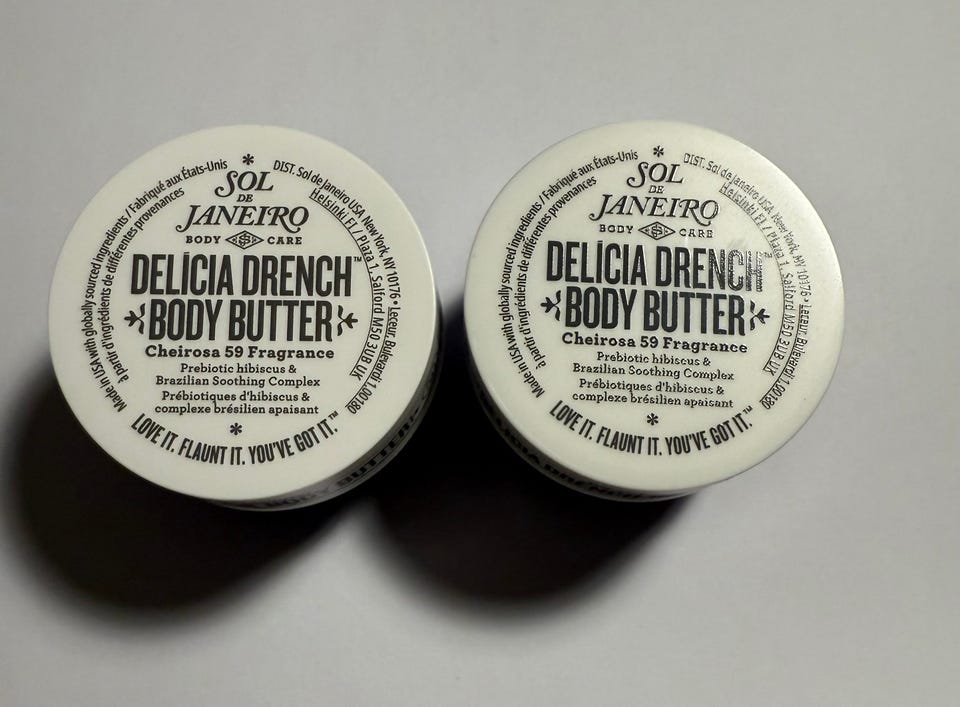 Made in USA with globally sourced ingredients / Fabriqué aux États-Unis
à partir d'ingrédients de différentes provenances
*
DIST. Sol de Janeiro USA New York, NY 10176 • Leceur, Bulevardi 1, 00180
Helsinki FI / Plaza 1, Salford M50 3UB UK
SOL
DE
JANEIRO
BODY CARE
DELÍCIA DRENCH™
BODY BUTTER
Cheirosa 59 Fragrance
Prebiotic hibiscus &
Brazilian Soothing Complex
Prébiotiques d'hibiscus &
complexe brésilien apaisant
*
LOVE IT. FLAUNT IT. YOU'VE GOT IT.™
Made in USA with globally sourced ingredients / Fabriqué aux États-Unis
à partir d'ingrédients de différentes provenances
*
DIST. Sol de Janeiro USA New York, NY 10176 • Leceur, Bulevardi 1, 00180
Helsinki FI / Plaza 1, Salford M50 3UB UK
SOL
DE
JANEIRO
BODY CARE
DELÍCIA DRENCH™
BODY BUTTER
Cheirosa 59 Fragrance
Prebiotic hibiscus &
Brazilian Soothing Complex
Prébiotiques d'hibiscus &
complexe brésilien apaisant
*
LOVE IT. FLAUNT IT. YOU'VE GOT IT.™